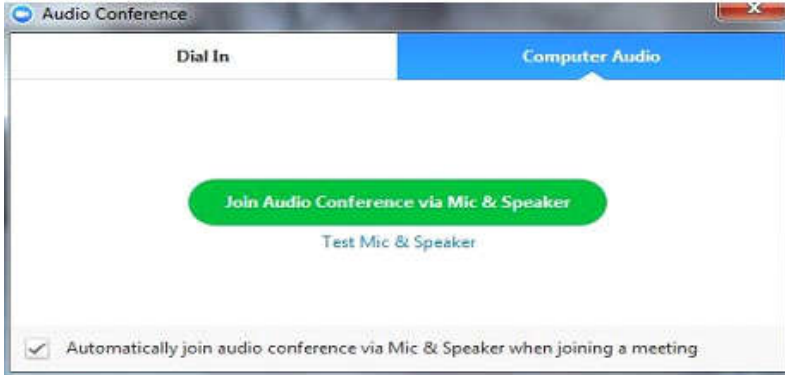 Audio Conference
Dial In
Computer Audio
Join Audio Conference via Mic & Speaker
Test Mic & Speaker
Automatically join audio conference via Mic & Speaker when joining a meeting